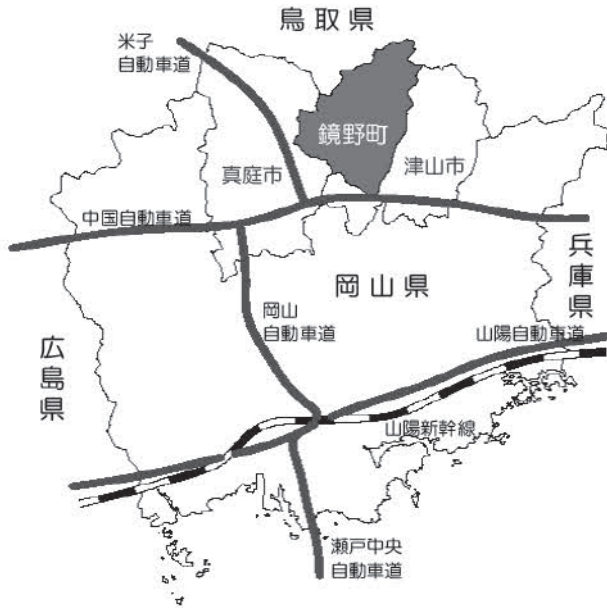 鳥取県
米子
自動車道
鏡野町
津山市
真庭市
中国自動車道
兵庫県
岡山県
岡山
自動車道
山陽自動車道
広島県
山陽新幹線
瀬戸中央
自動車道